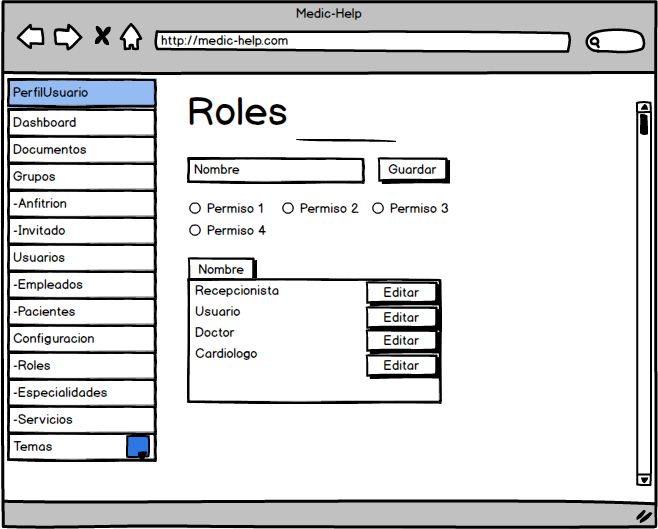 Medic-Help
http://medic-help.com
PerfilUsuario
Dashboard
Documentos
Grupos
-Anfitrion
-Invitado
Usuarios
-Empleados
-Pacientes
Configuracion
-Roles
-Especialidades
-Servicios
Temas
Roles
Nombre Guardar
Permiso 1 Permiso 2 Permiso 3
Permiso 4
Nombre
Recepcionista Editar
Usuario Editar
Doctor Editar
Cardiologo Editar